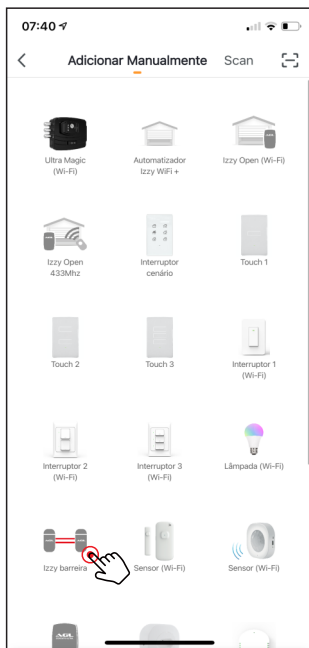 07:40
Adicionar Manualmente Scan
Ultra Magic
(Wi-Fi)
Automatizador
Izzy WiFi +
Izzy Open (Wi-Fi)
Izzy Open
433Mhz
Interruptor
cenário
Touch 1
Touch 2
Touch 3
Interruptor 1
(Wi-Fi)
Interruptor 2
(Wi-Fi)
Interruptor 3
(Wi-Fi)
Lâmpada (Wi-Fi)
Izzy barreira
Sensor (Wi-Fi)
Sensor (Wi-Fi)
AGL